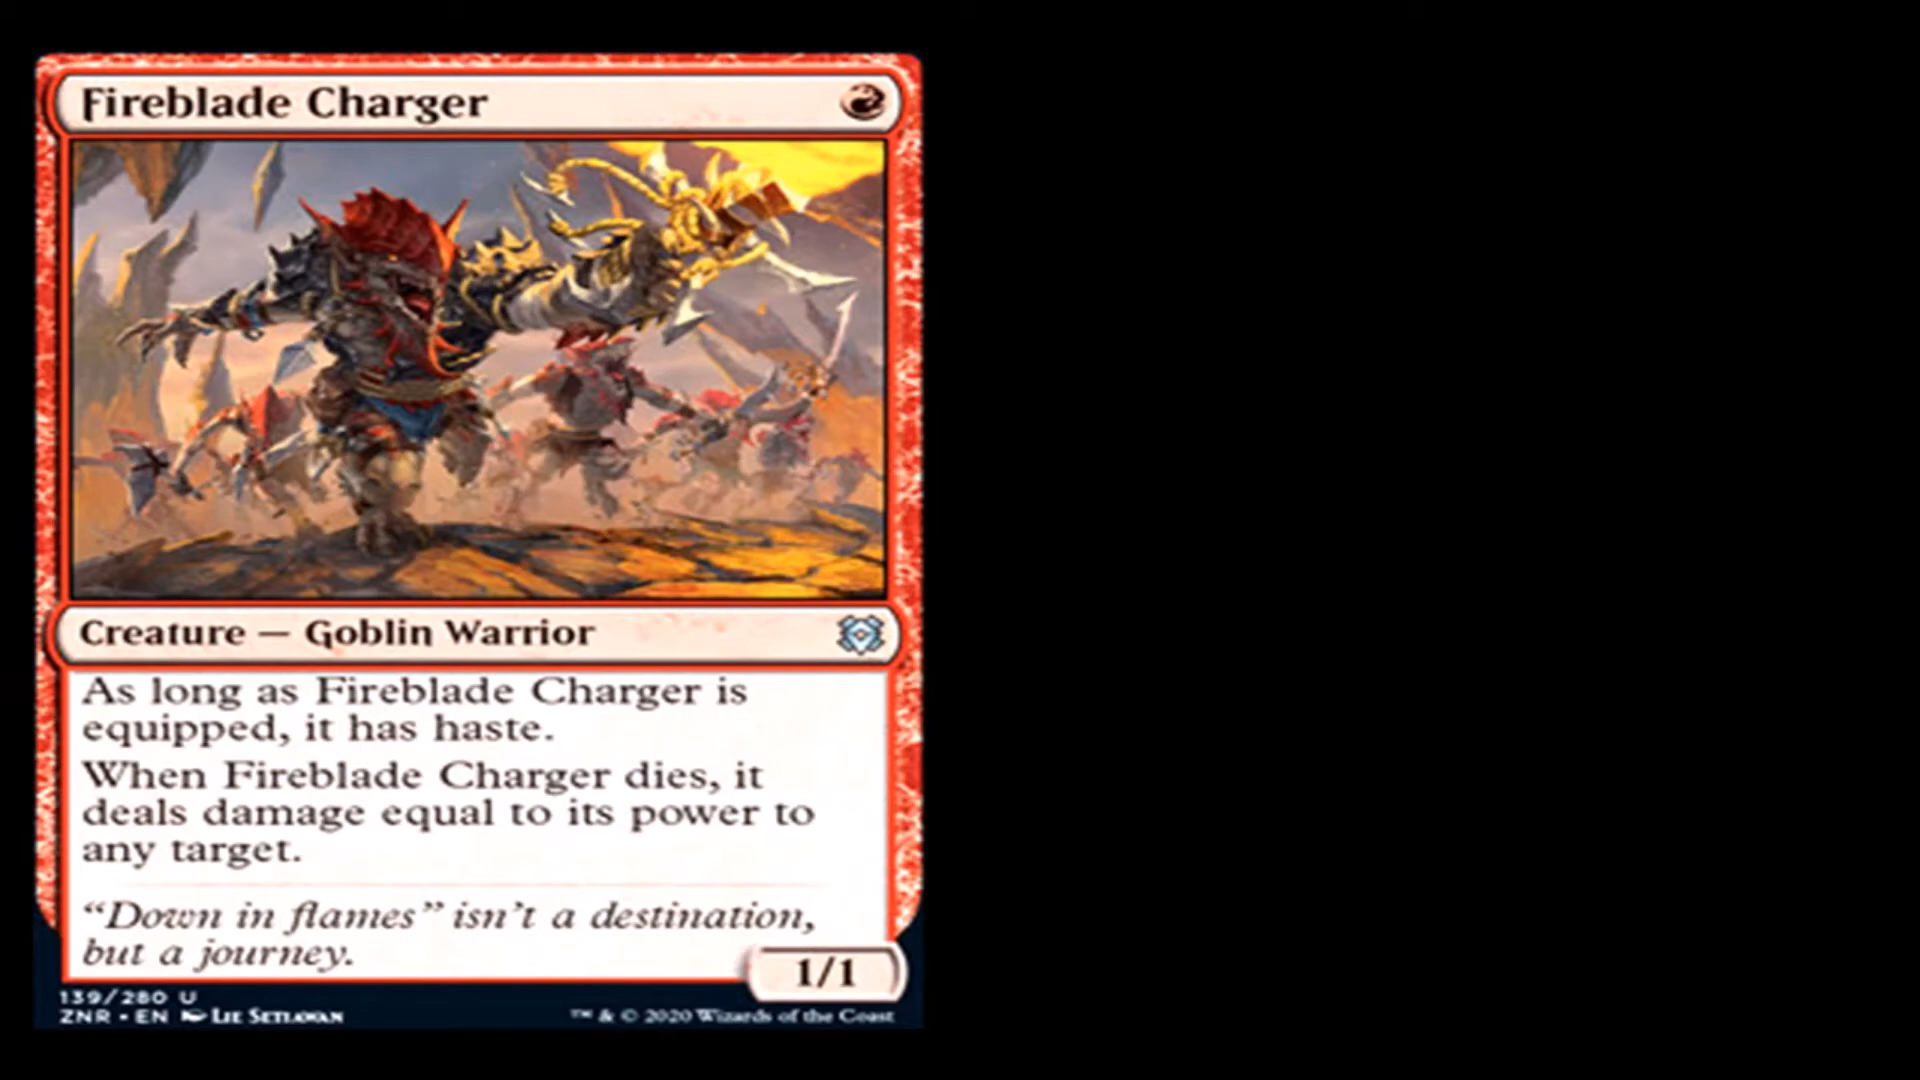 Fireblade Charger
Creature — Goblin Warrior
As long as Fireblade Charger is
equipped, it has haste.
When Fireblade Charger dies, it
deals damage equal to its power to
any target.
“Down in flames” isn’t a destination,
but a journey.
1/1
139/280 U
ZNR • EN Lie Setiawan
™ & © 2020 Wizards of the Coast